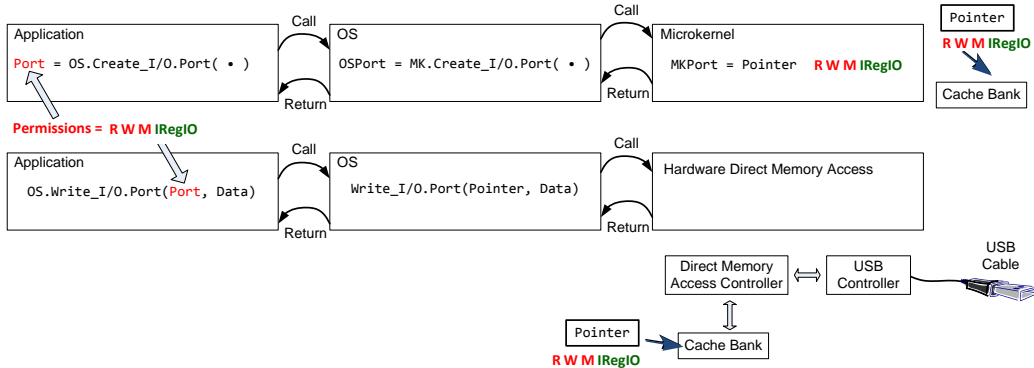 Call
Call
Pointer
R W M IRegIO
Application
OS
Microkernel
Port = OS.Create_I/O.Port( • )
OSPort = MK.Create_I/O.Port( • )
MKPort = Pointer R W M IRegIO
Cache Bank
Return
Return
Permissions = R W M IRegIO
Call
Call
Application
OS
Hardware Direct Memory Access
OS.Write_I/O.Port(Port, Data)
Write_I/O.Port(Pointer, Data)
Return
Return
Direct Memory
Access Controller
USB
Controller
USB
Cable
Pointer
R W M IRegIO
Cache Bank